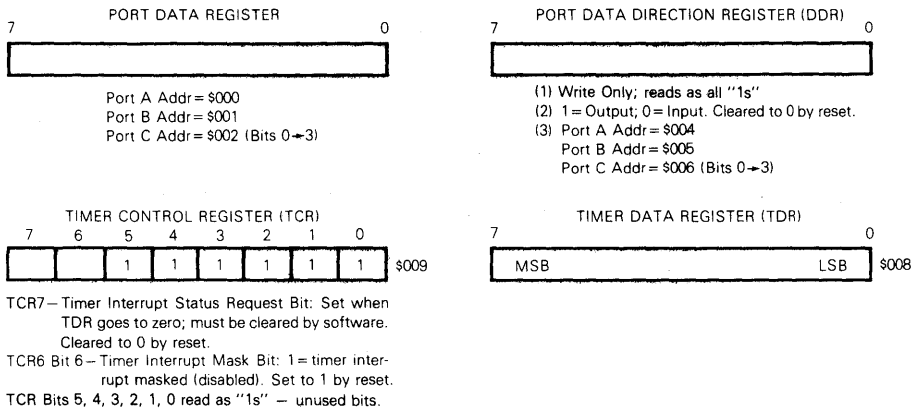 PORT DATA REGISTER
7 0
Port A Addr = $000
Port B Addr = $001
Port C Addr = $002 (Bits 0→3)
PORT DATA DIRECTION REGISTER (DDR)
7 0
(1) Write Only; reads as all "1s"
(2) 1 = Output; 0 = Input. Cleared to 0 by reset.
(3) Port A Addr = $004
Port B Addr = $005
Port C Addr = $006 (Bits 0→3)
TIMER CONTROL REGISTER (TCR)
7 6 5 4 3 2 1 0
1 1 1 1 1 1 $009
TCR7 – Timer Interrupt Status Request Bit: Set when
TDR goes to zero; must be cleared by software.
Cleared to 0 by reset.
TCR6 Bit 6 – Timer Interrupt Mask Bit: 1 = timer inter-
rupt masked (disabled). Set to 1 by reset.
TCR Bits 5, 4, 3, 2, 1, 0 read as "1s" – unused bits.
TIMER DATA REGISTER (TDR)
7 0
MSB LSB $008